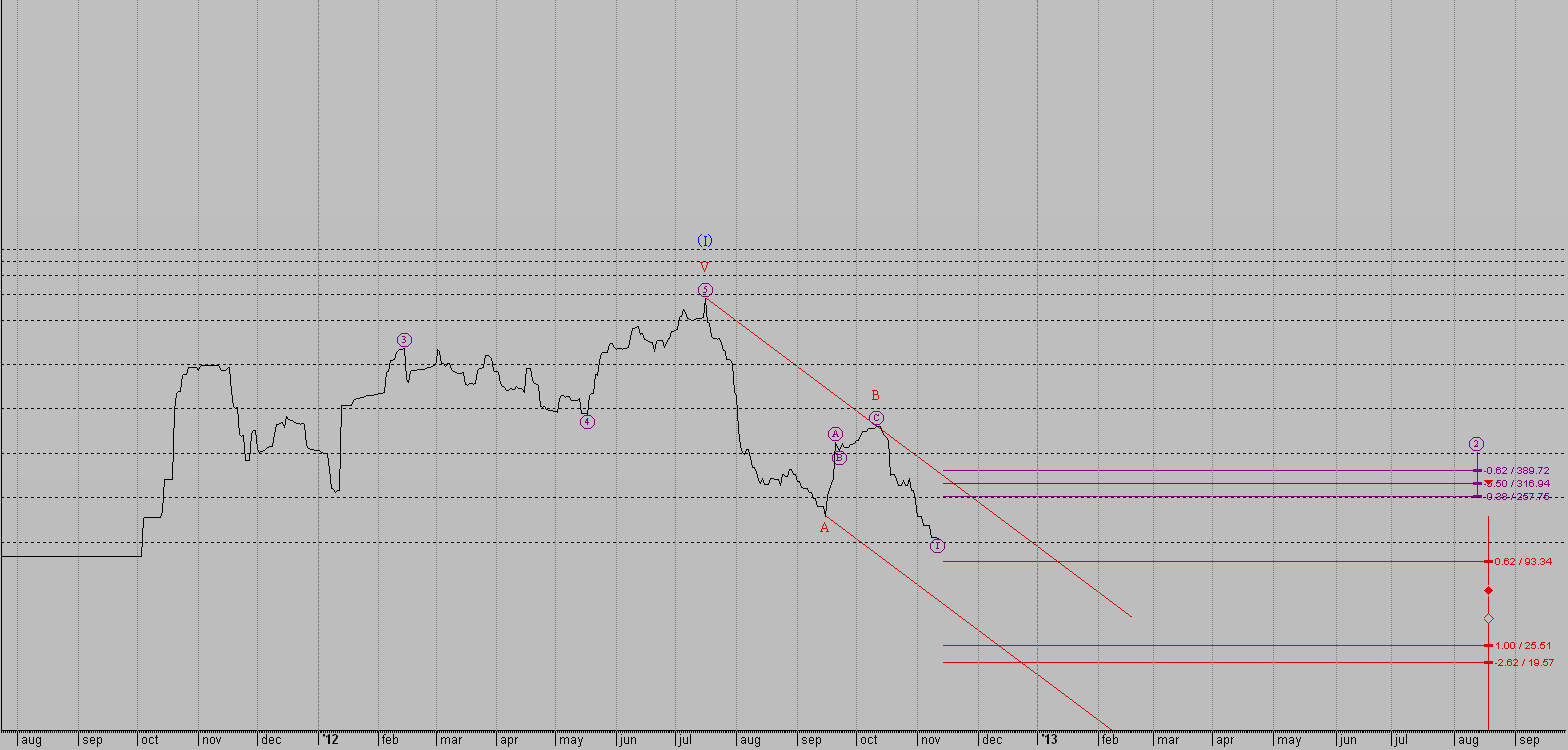 (I)
V
5
3
B
C
4
A
B
2
-0.62 / 389.72
-0.50 / 316.94
-0.38 / 257.75
A
1
0.62 / 93.34
1.00 / 25.51
-2.62 / 19.57
aug sep oct nov dec '12 feb mar apr may jun jul aug sep oct nov dec '13 feb mar apr may jun jul aug sep